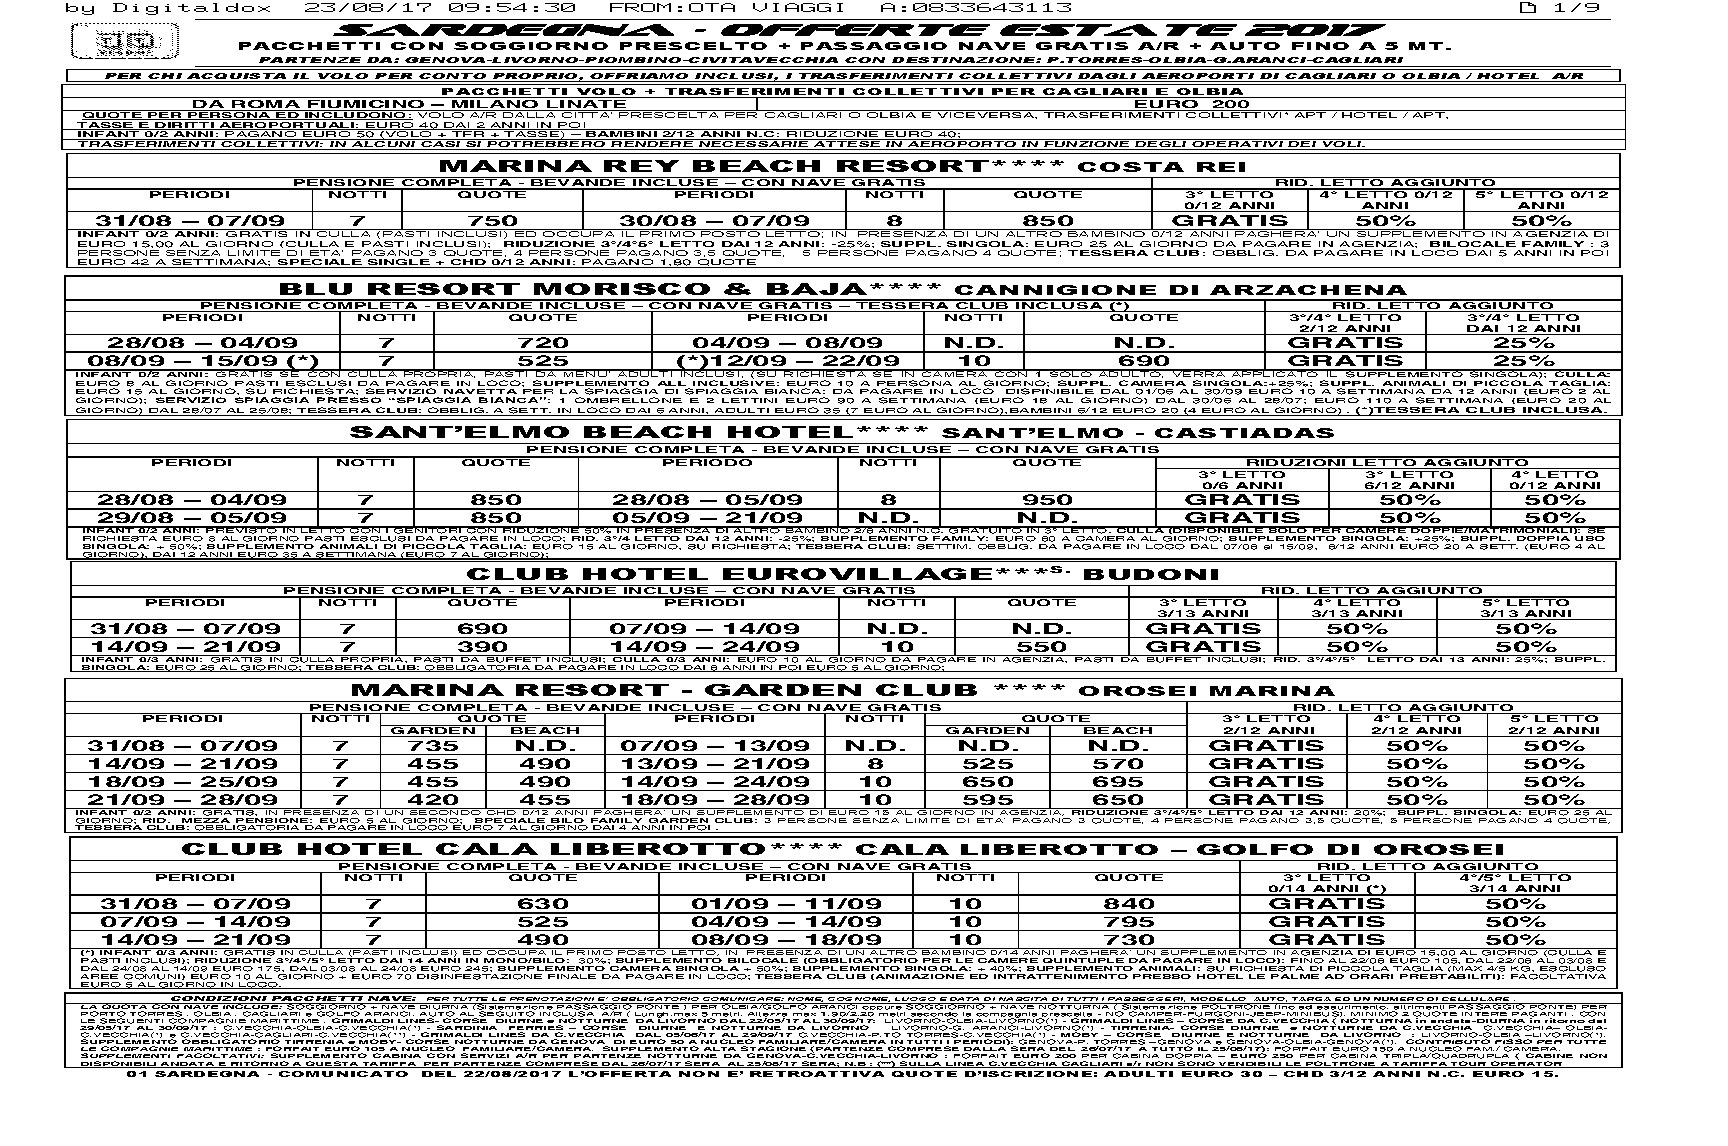 by Digitaldox 23/08/17 09:54:30 FROM:OTA VIAGGI A:0833643113 1/9
SARDEGNA - OFFERTE ESTATE 2017
PACCHETTI CON SOGGIORNO PRESCELTO + PASSAGGIO NAVE GRATIS A/R + AUTO FINO A 5 MT.
PARTENZE DA: GENOVA-LIVORNO-PIOMBINO-CIVITAVECCHIA CON DESTINAZIONE: P.TORRES-OLBIA-G.ARANCI-CAGLIARI
PER CHI ACQUISTA IL VOLO PER CONTO PROPRIO, OFFRIAMO INCLUSI, I TRASFERIMENTI COLLETTIVI DAGLI AEROPORTI DI CAGLIARI O OLBIA / HOTEL A/R
PACCHETTI VOLO + TRASFERIMENTI COLLETTIVI PER CAGLIARI E OLBIA
DA ROMA FIUMICINO – MILANO LINATE EURO 200
QUOTE PER PERSONA ED INCLUDONO: VOLO A/R DALLA CITTA' PRESCELTA PER CAGLIARI O OLBIA E VICEVERSA, TRASFERIMENTI COLLETTIVI* APT / HOTEL / APT,
TASSE E DIRITTI AEROPORTUALI: EURO 40 DAI 2 ANNI IN POI
INFANT 0/2 ANNI: PAGANO EURO 50 (VOLO + TFR + TASSE) – BAMBINI 2/12 ANNI N.C: RIDUZIONE EURO 40;
TRASFERIMENTI COLLETTIVI: IN ALCUNI CASI SI POTREBBERO RENDERE NECESSARIE ATTESE IN AEROPORTO IN FUNZIONE DEGLI OPERATIVI DEI VOLI.
MARINA REY BEACH RESORT**** COSTA REI
PENSIONE COMPLETA - BEVANDE INCLUSE – CON NAVE GRATIS RID. LETTO AGGIUNTO
PERIODI NOTTI QUOTE PERIODI NOTTI QUOTE 3° LETTO 4° LETTO 0/12 5° LETTO 0/12
0/12 ANNI ANNI ANNI
31/08 – 07/09 7 750 30/08 – 07/09 8 850 GRATIS 50% 50%
INFANT 0/2 ANNI: GRATIS IN CULLA (PASTI INCLUSI) ED OCCUPA IL PRIMO POSTO LETTO; IN PRESENZA DI UN ALTRO BAMBINO 0/12 ANNI PAGHERA' UN SUPPLEMENTO IN AGENZIA DI
EURO 15,00 AL GIORNO (CULLA E PASTI INCLUSI); RIDUZIONE 3°/4°5° LETTO DAI 12 ANNI: -25%; SUPPL. SINGOLA: EURO 25 AL GIORNO DA PAGARE IN AGENZIA; BILOCALE FAMILY : 3
PERSONE SENZA LIMITE DI ETA' PAGANO 3 QUOTE, 4 PERSONE PAGANO 3,5 QUOTE, 5 PERSONE PAGANO 4 QUOTE; TESSERA CLUB: OBBLIG. DA PAGARE IN LOCO DAI 5 ANNI IN POI
EURO 42 A SETTIMANA; SPECIALE SINGLE + CHD 0/12 ANNI: PAGANO 1,80 QUOTE
BLU RESORT MORISCO & BAJA**** CANNIGIONE DI ARZACHENA
PENSIONE COMPLETA - BEVANDE INCLUSE – CON NAVE GRATIS – TESSERA CLUB INCLUSA (*) RID. LETTO AGGIUNTO
PERIODI NOTTI QUOTE PERIODI NOTTI QUOTE 3°/4° LETTO 3°/4° LETTO
2/12 ANNI DAI 12 ANNI
28/08 – 04/09 7 720 04/09 – 08/09 N.D. N.D. GRATIS 25%
08/09 – 15/09 (*) 7 525 (*)12/09 – 22/09 10 690 GRATIS 25%
INFANT 0/2 ANNI: GRATIS SE CON CULLA PROPRIA, PASTI DA MENU' ADULTI INCLUSI, (SU RICHIESTA SE IN CAMERA CON 1 SOLO ADULTO, VERRA APPLICATO IL SUPPLEMENTO SINGOLA); CULLA:
EURO 8 AL GIORNO PASTI ESCLUSI DA PAGARE IN LOCO; SUPPLEMENTO ALL INCLUSIVE: EURO 10 A PERSONA AL GIORNO; SUPPL. CAMERA SINGOLA:+25%; SUPPL. ANIMALI DI PICCOLA TAGLIA:
EURO 15 AL GIORNO, SU RICHIESTA; SERVIZIO NAVETTA PER LA SPIAGGIA DI SPIAGGIA BIANCA: DA PAGARE IN LOCO DISPINIBILE DAL 01/06 AL 30/09 EURO 10 A SETTIMANA DA 12 ANNI (EURO 2 AL
GIORNO); SERVIZIO SPIAGGIA PRESSO "SPIAGGIA BIANCA": 1 OMBRELLONE E 2 LETTINI EURO 90 A SETTIMANA (EURO 18 AL GIORNO) DAL 30/06 AL 28/07; EURO 110 A SETTIMANA (EURO 20 AL
GIORNO) DAL 28/07 AL 25/08; TESSERA CLUB: OBBLIG. A SETT. IN LOCO DAI 5 ANNI, ADULTI EURO 35 (7 EURO AL GIORNO),BAMBINI 5/12 EURO 20 (4 EURO AL GIORNO) . (*)TESSERA CLUB INCLUSA.
SANT'ELMO BEACH HOTEL**** SANT'ELMO - CASTIADAS
PENSIONE COMPLETA - BEVANDE INCLUSE – CON NAVE GRATIS
PERIODI NOTTI QUOTE PERIODO NOTTI QUOTE RIDUZIONI LETTO AGGIUNTO
3° LETTO 3° LETTO 4° LETTO
0/6 ANNI 6/12 ANNI 0/12 ANNI
28/08 – 04/09 7 850 28/08 – 05/09 8 950 GRATIS 50% 50%
29/08 – 05/09 7 850 05/09 – 21/09 N.D. N.D. GRATIS 50% 50%
INFANT 0/2 ANNI: PREVISTO IN LETTO CON I GENITORI CON RIDUZIONE 50% IN PRESENZA DI ALTRO BAMBINO 2/6 ANNI N.C. GRATUITO IN 3° LETTO. CULLA (DISPONIBILE SOLO PER CAMERE DOPPIE/MATRIMONIALI): SE
RICHIESTA EURO 8 AL GIORNO PASTI ESCLUSI DA PAGARE IN LOCO; RID. 3°/4 LETTO DAI 12 ANNI: -25%; SUPPLEMENTO FAMILY: EURO 60 A CAMERA AL GIORNO; SUPPLEMENTO SINGOLA: +25%; SUPPL. DOPPIA USO
SINGOLA: + 50%; SUPPLEMENTO ANIMALI DI PICCOLA TAGLIA: EURO 15 AL GIORNO, SU RICHIESTA; TESSERA CLUB: SETTIM. OBBLIG. DA PAGARE IN LOCO DAL 07/06 al 15/09, 6/12 ANNI EURO 20 A SETT. (EURO 4 AL
GIORNO), DAI 12 ANNI EURO 35 A SETTIMANA (EURO 7 AL GIORNO);
CLUB HOTEL EUROVILLAGE***S. BUDONI
PENSIONE COMPLETA - BEVANDE INCLUSE – CON NAVE GRATIS RID. LETTO AGGIUNTO
PERIODI NOTTI QUOTE PERIODI NOTTI QUOTE 3° LETTO 4° LETTO 5° LETTO
3/13 ANNI 3/13 ANNI 3/13 ANNI
31/08 – 07/09 7 690 07/09 – 14/09 N.D. N.D. GRATIS 50% 50%
14/09 – 21/09 7 390 14/09 – 24/09 10 550 GRATIS 50% 50%
INFANT 0/3 ANNI: GRATIS IN CULLA PROPRIA, PASTI DA BUFFET INCLUSI; CULLA 0/3 ANNI: EURO 10 AL GIORNO DA PAGARE IN AGENZIA, PASTI DA BUFFET INCLUSI; RID. 3°/4°/5° LETTO DAI 13 ANNI: 25%; SUPPL.
SINGOLA: EURO 25 AL GIORNO; TESSERA CLUB: OBBLIGATORIA DA PAGARE IN LOCO DAI 6 ANNI IN POI EURO 5 AL GIORNO;
MARINA RESORT - GARDEN CLUB **** OROSEI MARINA
PENSIONE COMPLETA - BEVANDE INCLUSE – CON NAVE GRATIS RID. LETTO AGGIUNTO
PERIODI NOTTI QUOTE PERIODI NOTTI QUOTE 3° LETTO 4° LETTO 5° LETTO
GARDEN BEACH GARDEN BEACH 2/12 ANNI 2/12 ANNI 2/12 ANNI
31/08 – 07/09 7 735 N.D. 07/09 – 13/09 N.D. N.D. N.D. GRATIS 50% 50%
14/09 – 21/09 7 455 490 13/09 – 21/09 8 525 570 GRATIS 50% 50%
18/09 – 25/09 7 455 490 14/09 – 24/09 10 650 695 GRATIS 50% 50%
21/09 – 28/09 7 420 455 18/09 – 28/09 10 595 650 GRATIS 50% 50%
INFANT 0/2 ANNI: GRATIS, IN PRESENZA DI UN SECONDO CHD 0/12 ANNI PAGHERA' UN SUPPLEMENTO DI EURO 15 AL GIORNO IN AGENZIA, RIDUZIONE 3°/4°/5° LETTO DAI 12 ANNI: 20%; SUPPL. SINGOLA: EURO 25 AL
GIORNO; RID. MEZZA PENSIONE: EURO 5 AL GIORNO; SPECIALE BILO FAMILY GARDEN CLUB: 3 PERSONE SENZA LIMITE DI ETA' PAGANO 3 QUOTE, 4 PERSONE PAGANO 3,5 QUOTE, 5 PERSONE PAGANO 4 QUOTE,
TESSERA CLUB: OBBLIGATORIA DA PAGARE IN LOCO EURO 7 AL GIORNO DAI 4 ANNI IN POI .
CLUB HOTEL CALA LIBEROTTO**** CALA LIBEROTTO – GOLFO DI OROSEI
PENSIONE COMPLETA - BEVANDE INCLUSE – CON NAVE GRATIS RID. LETTO AGGIUNTO
PERIODI NOTTI QUOTE PERIODI NOTTI QUOTE 3° LETTO 4°/5° LETTO
0/14 ANNI (*) 3/14 ANNI
31/08 – 07/09 7 630 01/09 – 11/09 10 840 GRATIS 50%
07/09 – 14/09 7 525 04/09 – 14/09 10 795 GRATIS 50%
14/09 – 21/09 7 490 08/09 – 18/09 10 730 GRATIS 50%
(*) INFANT 0/3 ANNI: GRATIS IN CULLA (PASTI INCLUSI) ED OCCUPA IL PRIMO POSTO LETTO, IN PRESENZA DI UN ALTRO BAMBINO 0/14 ANNI PAGHERA' UN SUPPLEMENTO IN AGENZIA DI EURO 15,00 AL GIORNO (CULLA E
PASTI INCLUSI); RIDUZIONE 3°/4°/5° LETTO DAI 14 ANNI IN MONO/BILO: 30%; SUPPLEMENTO BILOCALE (OBBLIGATORIO PER LE CAMERE QUINTUPLE DA PAGARE IN LOCO): FINO AL 22/08 EURO 105, DAL 22/08 AL 03/08 E
DAL 24/08 AL 14/09 EURO 175, DAL 03/08 AL 24/08 EURO 245; SUPPLEMENTO CAMERA SINGOLA + 50%; SUPPLEMENTO SINGOLA: + 40%; SUPPLEMENTO ANIMALI: SU RICHIESTA DI PICCOLA TAGLIA (MAX 4/5 KG, ESCLUSO
AREE COMUNI) EURO 10 AL GIORNO + EURO 70 DISINFESTAZIONE FINALE DA PAGARE IN LOCO; TESSERA CLUB (ANIMAZIONE ED INTRATTENIMENTO PRESSO HOTEL LE PALME AD ORARI PRESTABILITI): FACOLTATIVA
EURO 5 AL GIORNO IN LOCO.
CONDIZIONI PACCHETTI NAVE: PER TUTTE LE PRENOTAZIONI E' OBBLIGATORIO COMUNICARE: NOME, COGNOME, LUOGO E DATA DI NASCITA DI TUTTI I PASSEGGERI, MODELLO AUTO, TARGA ED UN NUMERO DI CELLULARE .
LA QUOTA CON NAVE INCLUDE: SOGGIORNO + NAVE DIURNA (Sistemazione PASSAGGIO PONTE) PER OLBIA/GOLFO ARANCI, e SOGGIORNO + NAVE NOTTURNA
SUPPLEMENTO OBBLIGATORIO TIRRENIA e MOBY- CORSE NOTTURNE DA GENOVA DI EURO 50 A NUCLEO FAMILIARE/CAMERA IN TUTTI I PERIODI:
01 SARDEGNA - COMUNICATO DEL 22/08/2017 L'OFFERTA NON E' RETROATTIVA QUOTE D'ISCRIZIONE: ADULTI EURO 30 – CHD 3/12 ANNI N.C. EURO 15.